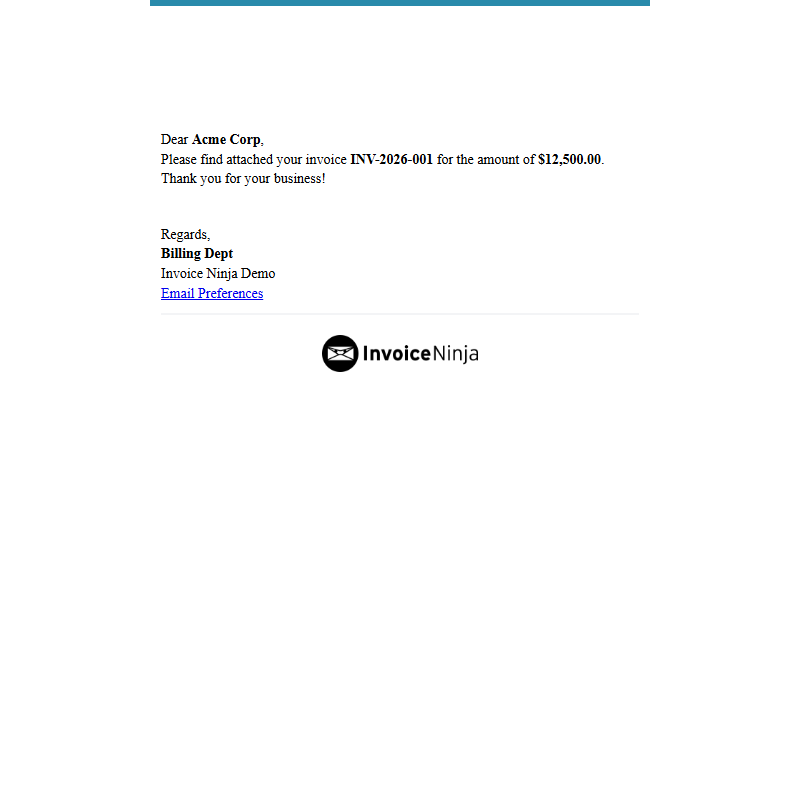 Dear Acme Corp,
Please find attached your invoice INV-2026-001 for the amount of $12,500.00.
Thank you for your business!
Regards,
Billing Dept
Invoice Ninja Demo
Email Preferences
InvoiceNinja